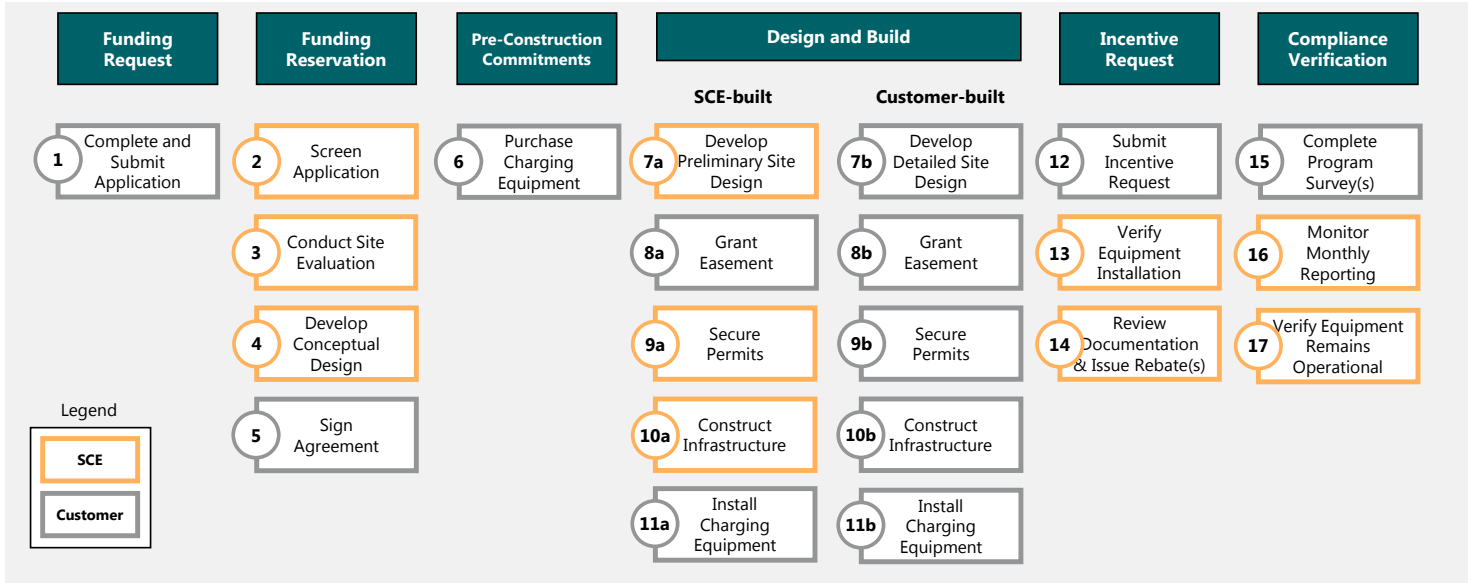 Funding
Request
Funding
Reservation
Pre-Construction
Commitments
Design and Build
Incentive
Request
Compliance
Verification
SCE-built
Customer-built
1
Complete and
Submit
Application
2
Screen
Application
3
Conduct Site
Evaluation
4
Develop
Conceptual
Design
5
Sign
Agreement
6
Purchase
Charging
Equipment
7a
Develop
Preliminary Site
Design
8a
Grant
Easement
9a
Secure
Permits
10a
Construct
Infrastructure
11a
Install
Charging
Equipment
7b
Develop
Detailed Site
Design
8b
Grant
Easement
9b
Secure
Permits
10b
Construct
Infrastructure
11b
Install
Charging
Equipment
12
Submit
Incentive
Request
13
Verify
Equipment
Installation
14
Review
Documentation
& Issue Rebate(s)
15
Complete
Program
Survey(s)
16
Monitor
Monthly
Reporting
17
Verify Equipment
Remains
Operational
Legend
SCE
Customer